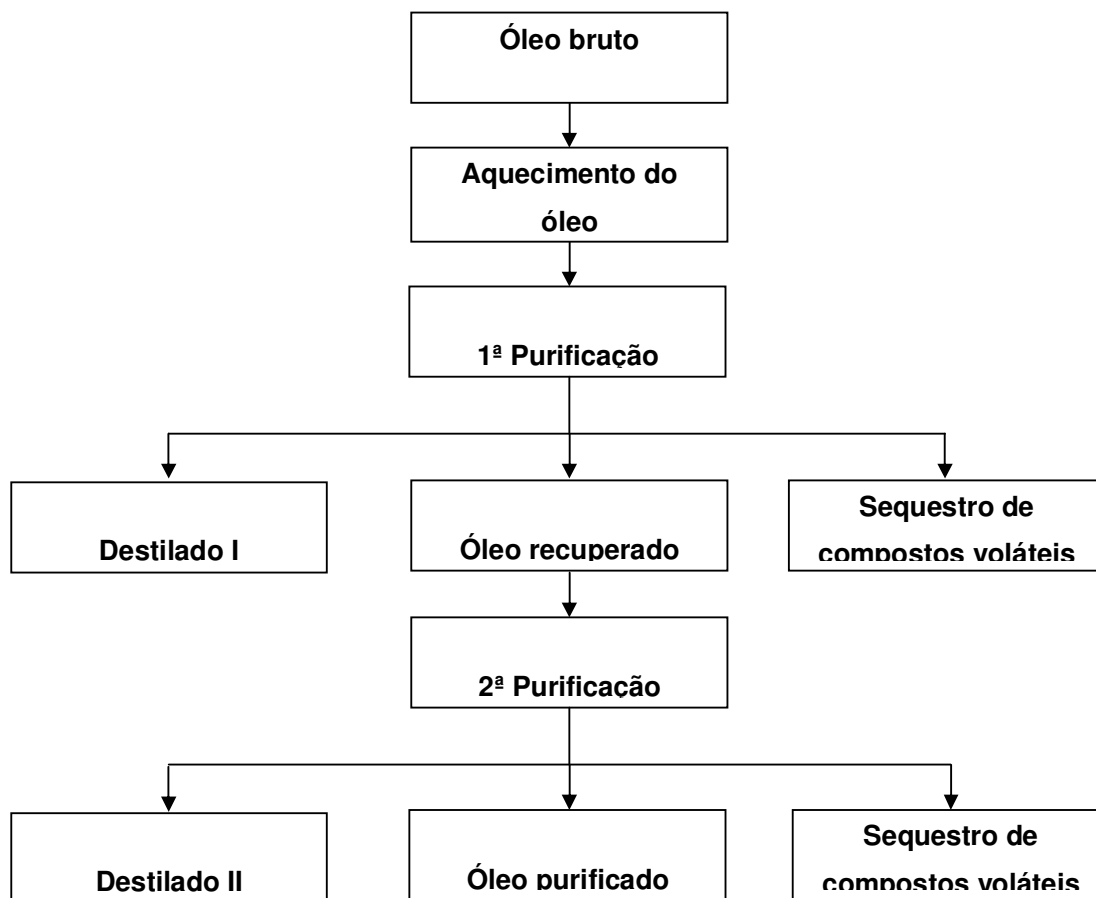 Óleo bruto
Aquecimento do
óleo
1ª Purificação
Destilado I
Óleo recuperado
Sequestro de
compostos voláteis
2ª Purificação
Destilado II
Óleo purificado
Sequestro de
compostos voláteis